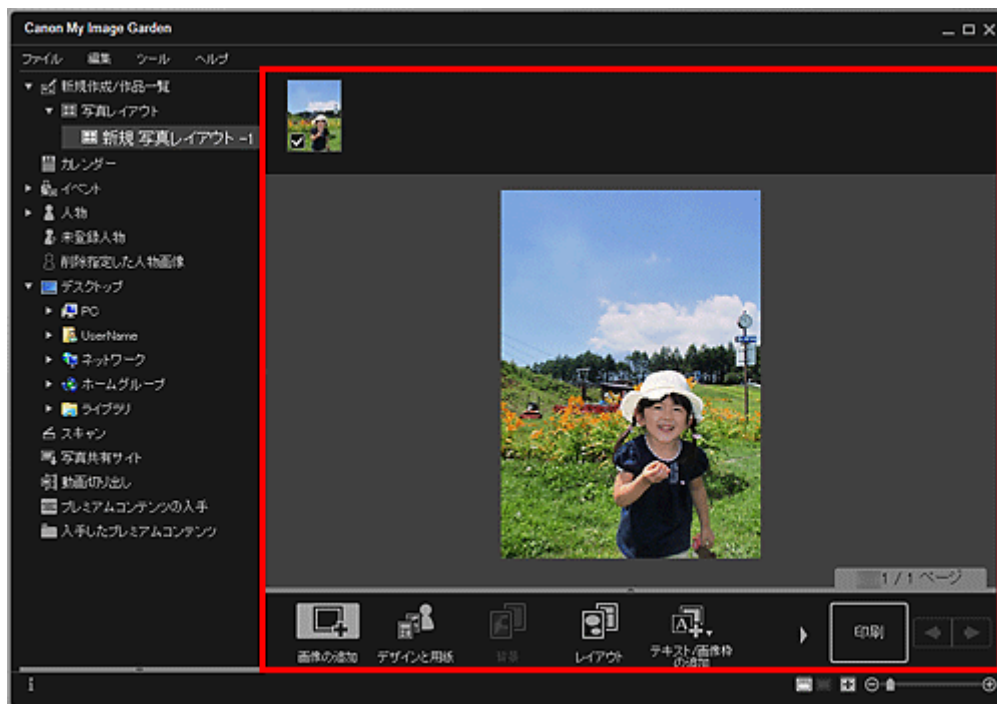 Canon My Image Garden
ファイル 編集 ツール ヘルプ
新規作成/作品一覧
写真レイアウト
新規 写真レイアウト -1
カレンダー
イベント
人物
未登録人物
削除指定した人物画像
デスクトップ
PC
UserName
ネットワーク
ホームグループ
ライブラリ
スキャン
写真共有サイト
動画切り出し
プレミアムコンテンツの入手
入手したプレミアムコンテンツ
1 / 1 ページ
画像の追加 デザインと用紙 背景 レイアウト テキスト/画像枠
の追加
印刷